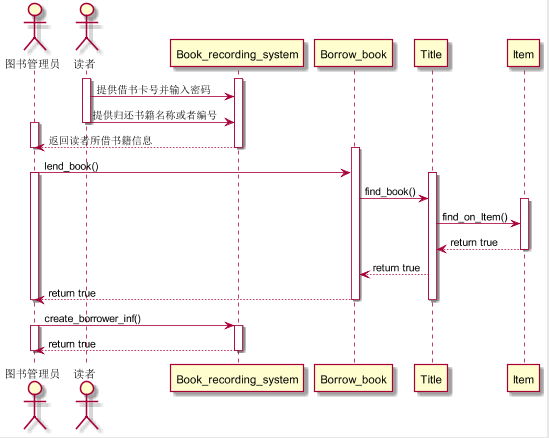 图书管理员 读者 Book_recording_system Borrow_book Title Item
提供借书卡号并输入密码
提供归还书籍名称或者编号
返回读者所借书籍信息
lend_book()
find_book()
find_on_Item()
return true
return true
return true
create_borrower_inf()
return true
图书管理员 读者 Book_recording_system Borrow_book Title Item